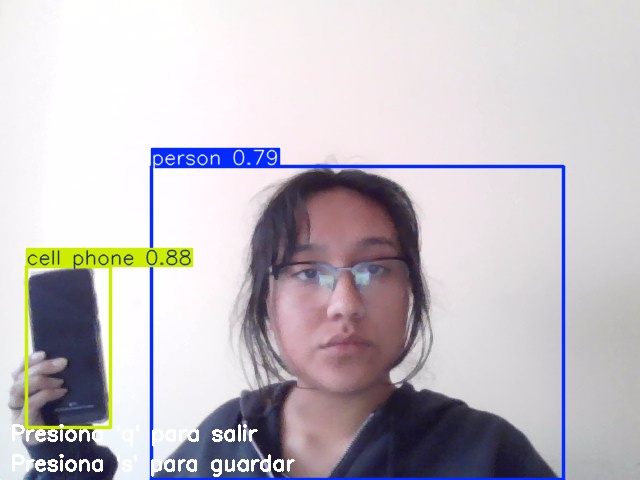 person 0.79
cell phone 0.88
Presiona 'q' para salir
Presiona 's' para guardar